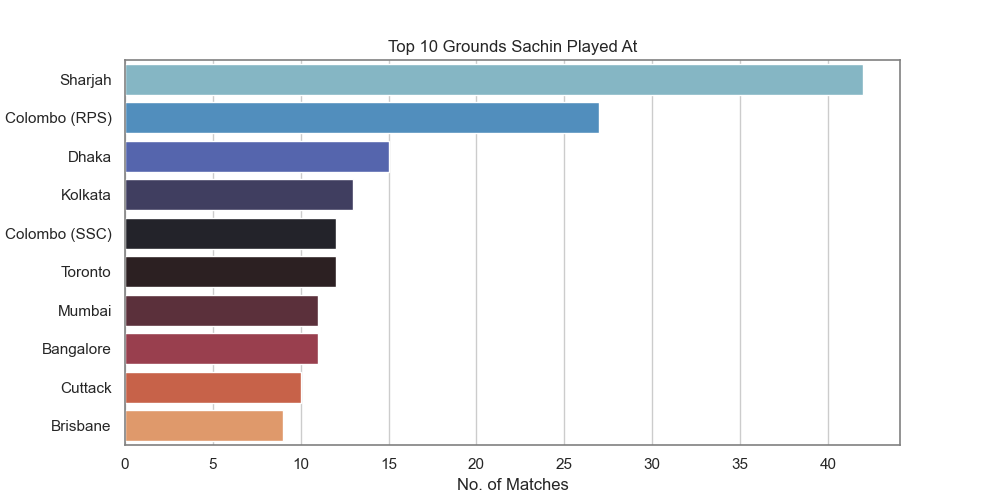 Top 10 Grounds Sachin Played At
Sharjah
Colombo (RPS)
Dhaka
Kolkata
Colombo (SSC)
Toronto
Mumbai
Bangalore
Cuttack
Brisbane
0 5 10 15 20 25 30 35 40
No. of Matches